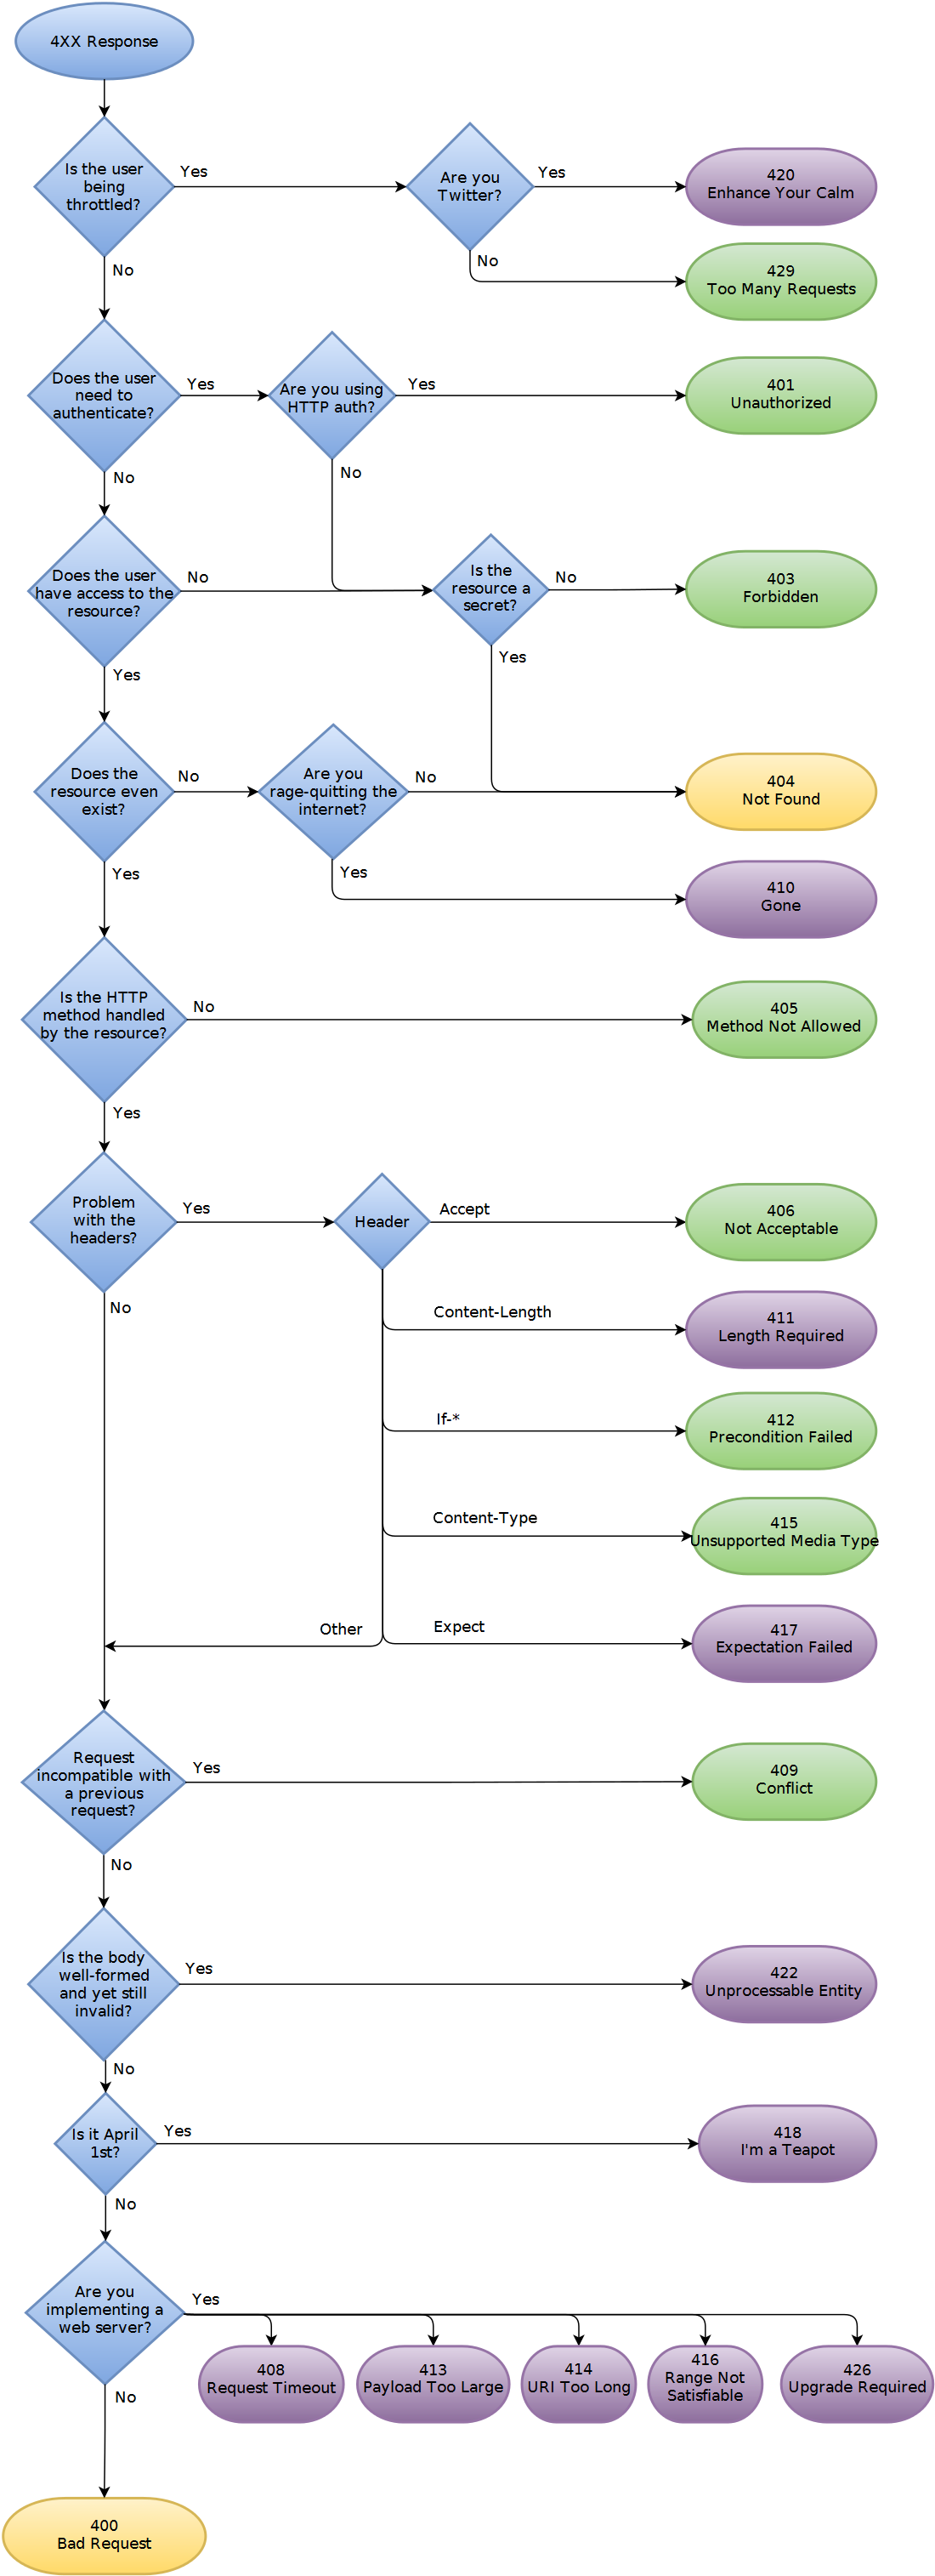 4XX Response
Is the user
being
throttled?
Yes
Are you
Twitter?
Yes
420
Enhance Your Calm
No
No
429
Too Many Requests
Does the user
need to
authenticate?
Yes
Are you using
HTTP auth?
Yes
401
Unauthorized
No
No
Does the user
have access to the
resource?
No
Is the
resource a
secret?
No
403
Forbidden
Yes
Yes
Does the
resource even
exist?
No
Are you
rage-quitting the
internet?
No
404
Not Found
Yes
Yes
410
Gone
Is the HTTP
method handled
by the resource?
No
405
Method Not Allowed
Yes
Problem
with the
headers?
Yes
Header
Accept
406
Not Acceptable
No
Content-Length
411
Length Required
If-*
412
Precondition Failed
Content-Type
415
Unsupported Media Type
Other
Expect
417
Expectation Failed
Request
incompatible with
a previous
request?
Yes
409
Conflict
No
Is the body
well-formed
and yet still
invalid?
Yes
422
Unprocessable Entity
No
Is it April
1st?
Yes
418
I'm a Teapot
No
Are you
implementing a
web server?
Yes
408
Request Timeout
413
Payload Too Large
414
URI Too Long
416
Range Not
Satisfiable
426
Upgrade Required
No
400
Bad Request